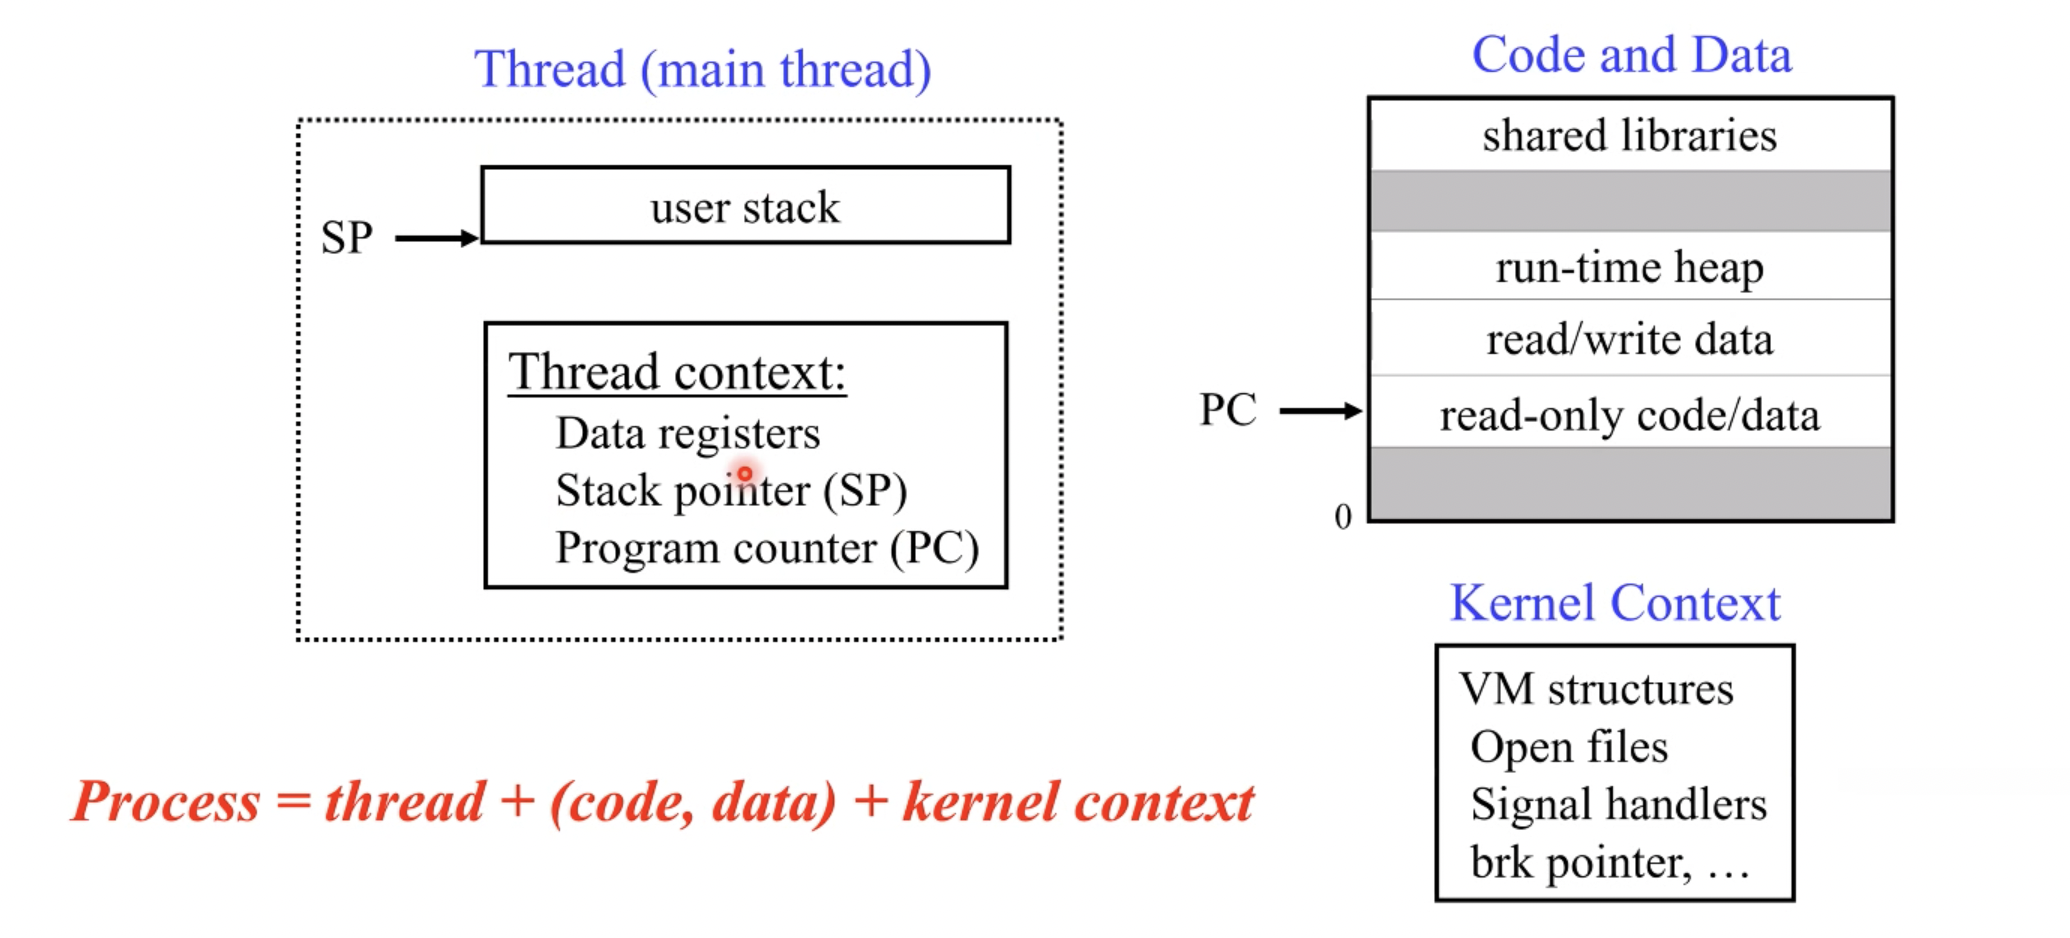 Thread (main thread)
SP
user stack
Thread context:
Data registers
Stack pointer (SP)
Program counter (PC)
Code and Data
shared libraries
run-time heap
read/write data
PC
read-only code/data
0
Kernel Context
VM structures
Open files
Signal handlers
brk pointer, …
Process = thread + (code, data) + kernel context